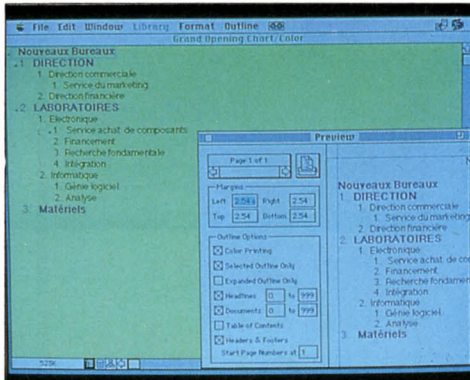 File Edit Window Library Format Outline
Grand Opening Chart/Color
Nouveaux Bureaux
1 DIRECTION
1. Direction commerciale
1. Service du marketing
2. Direction financière
2 LABORATOIRES
1. Electronique
1 Service achat de composants
2. Financement
3. Recherche fondamentale
4. Intégration
2. Informatique
1. Génie logiciel
2. Analyse
3. Matériels
525K
Preview
Page 1 of 1
Margins
Left 2.54 Right 2.54
Top 2.54 Bottom 2.54
Outline Options
Color Printing
Selected Outline Only
Expanded Outline Only
Headlines 0 to 999
Documents 0 to 999
Table of Contents
Headers & Footers
Start Page Numbers at 1
Nouveaux Bureaux
1 DIRECTION
1. Direction commerciale
1. Service du marketing
2. Direction financière
2. LABORATOIRES
1. Electronique
1. Service achat de co
2. Financement
3. Recherche fondamen
4. Intégration
2. Informatique
1. Génie logiciel
2. Analyse
3. Matériels